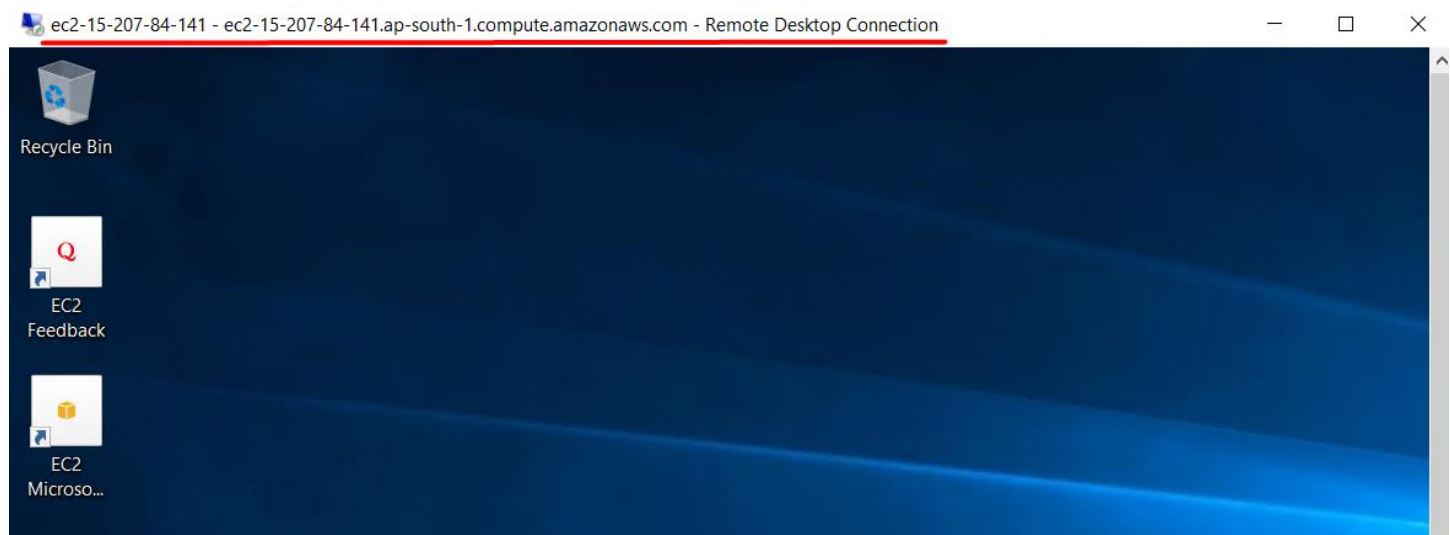 ec2-15-207-84-141 - ec2-15-207-84-141.ap-south-1.compute.amazonaws.com - Remote Desktop Connection
Recycle Bin
Q
EC2
Feedback
EC2
Microso...